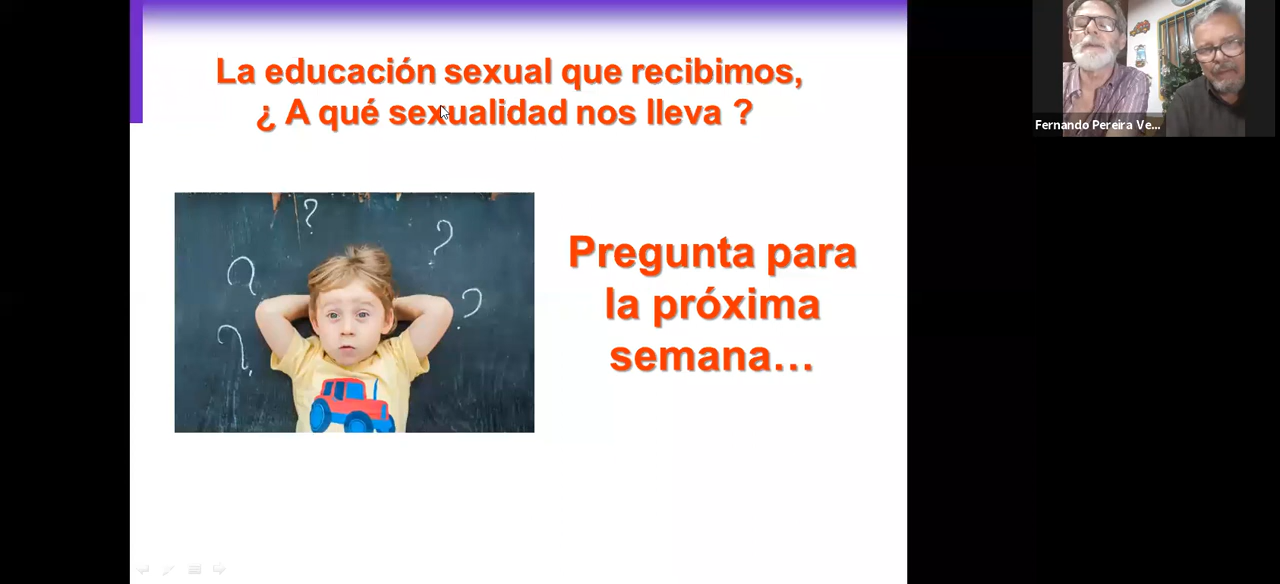 La educación sexual que recibimos,
¿ A qué sexualidad nos lleva ?
Pregunta para
la próxima
semana...
Fernando Pereira Ve...
? ? ? ? ?